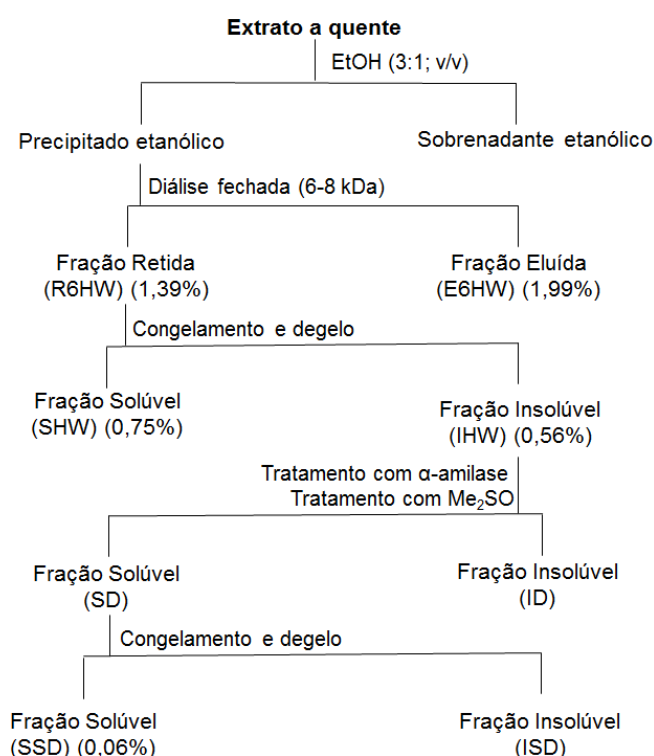 Extrato a quente
EtOH (3:1; v/v)
Precipitado etanólico
Sobrenadante etanólico
Diálise fechada (6-8 kDa)
Fração Retida
(R6HW) (1,39%)
Fração Eluída
(E6HW) (1,99%)
Congelamento e degelo
Fração Solúvel
(SHW) (0,75%)
Fração Insolúvel
(IHW) (0,56%)
Tratamento com α-amilase
Tratamento com Me₂SO
Fração Solúvel
(SD)
Fração Insolúvel
(ID)
Congelamento e degelo
Fração Solúvel
(SSD) (0,06%)
Fração Insolúvel
(ISD)